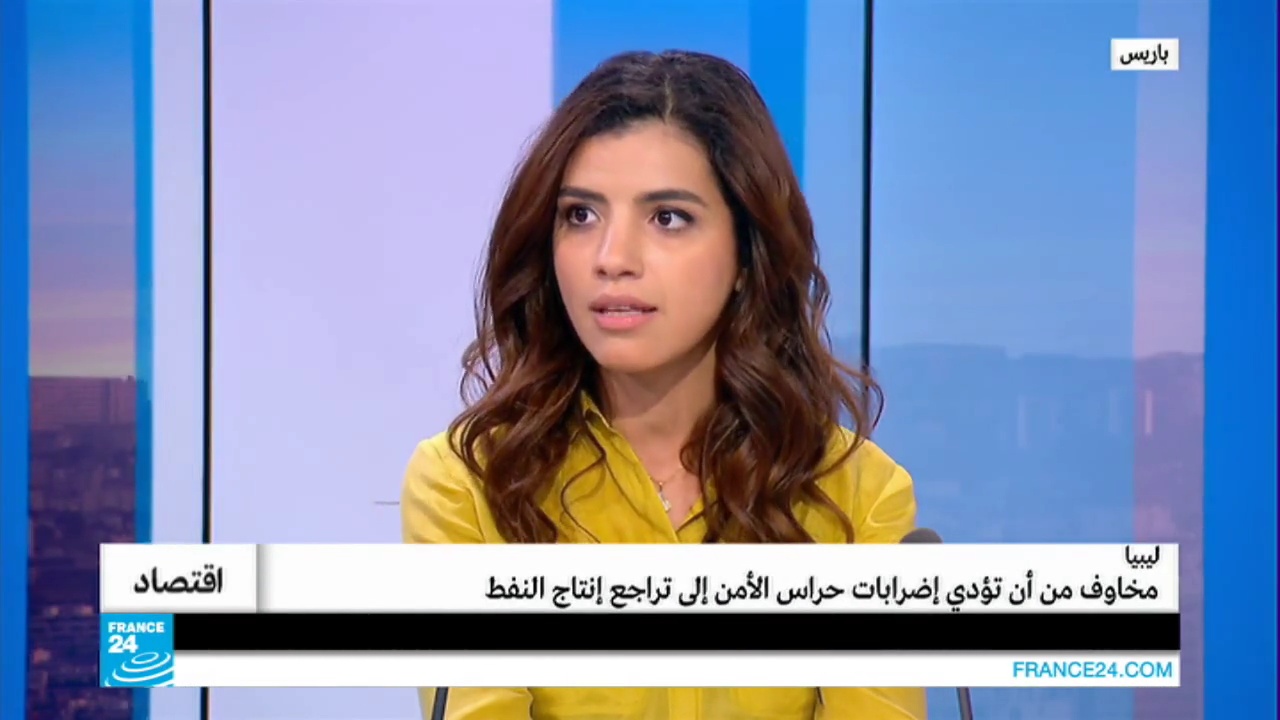 باريس
ليبيا
مخاوف من أن تؤدي إضرابات حراس الأمن إلى تراجع إنتاج النفط
اقتصاد
FRANCE
24
FRANCE24.COM